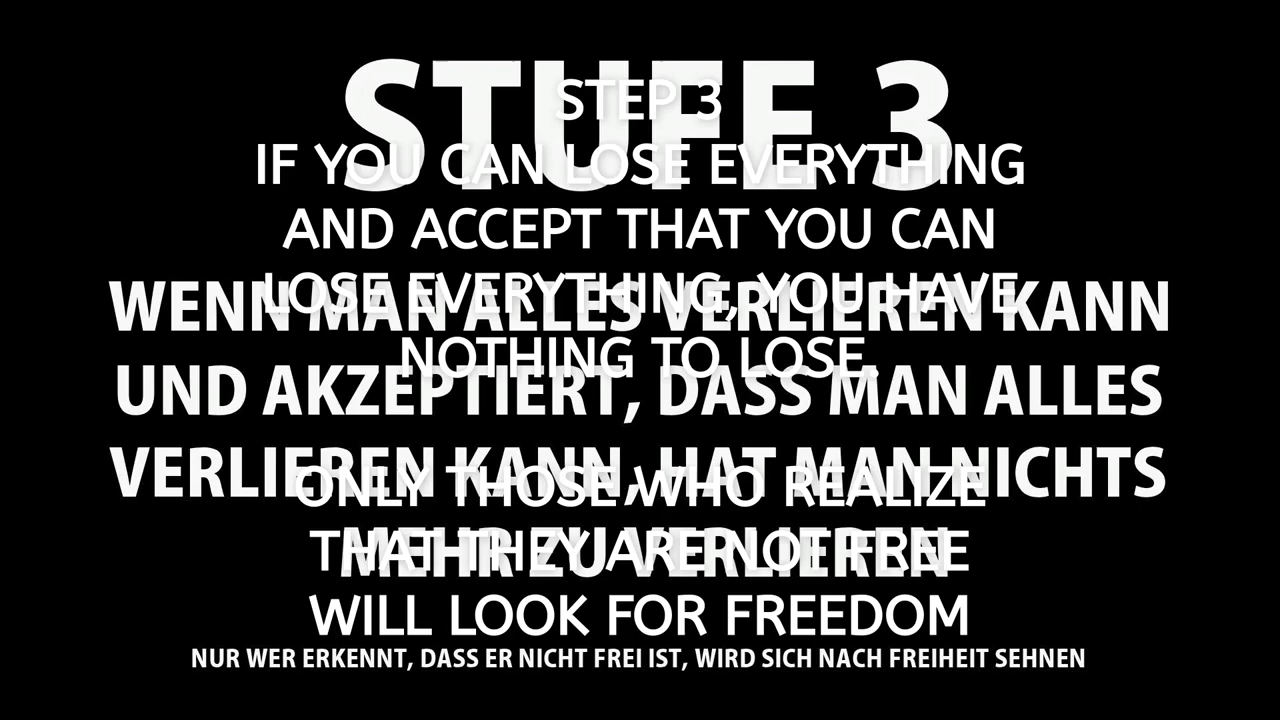 STUFE 3
STEP 3
IF YOU CAN LOSE EVERYTHING
AND ACCEPT THAT YOU CAN
LOSE EVERYTHING, YOU HAVE
NOTHING TO LOSE.
WENN MAN ALLES VERLIEREN KANN
UND AKZEPTIERT, DASS MAN ALLES
VERLIEREN KANN, HAT MAN NICHTS
MEHR ZU VERLIEREN
ONLY THOSE WHO REALIZE
THAT THEY ARE NOT FREE
WILL LOOK FOR FREEDOM
NUR WER ERKENNT, DASS ER NICHT FREI IST, WIRD SICH NACH FREIHEIT SEHNEN